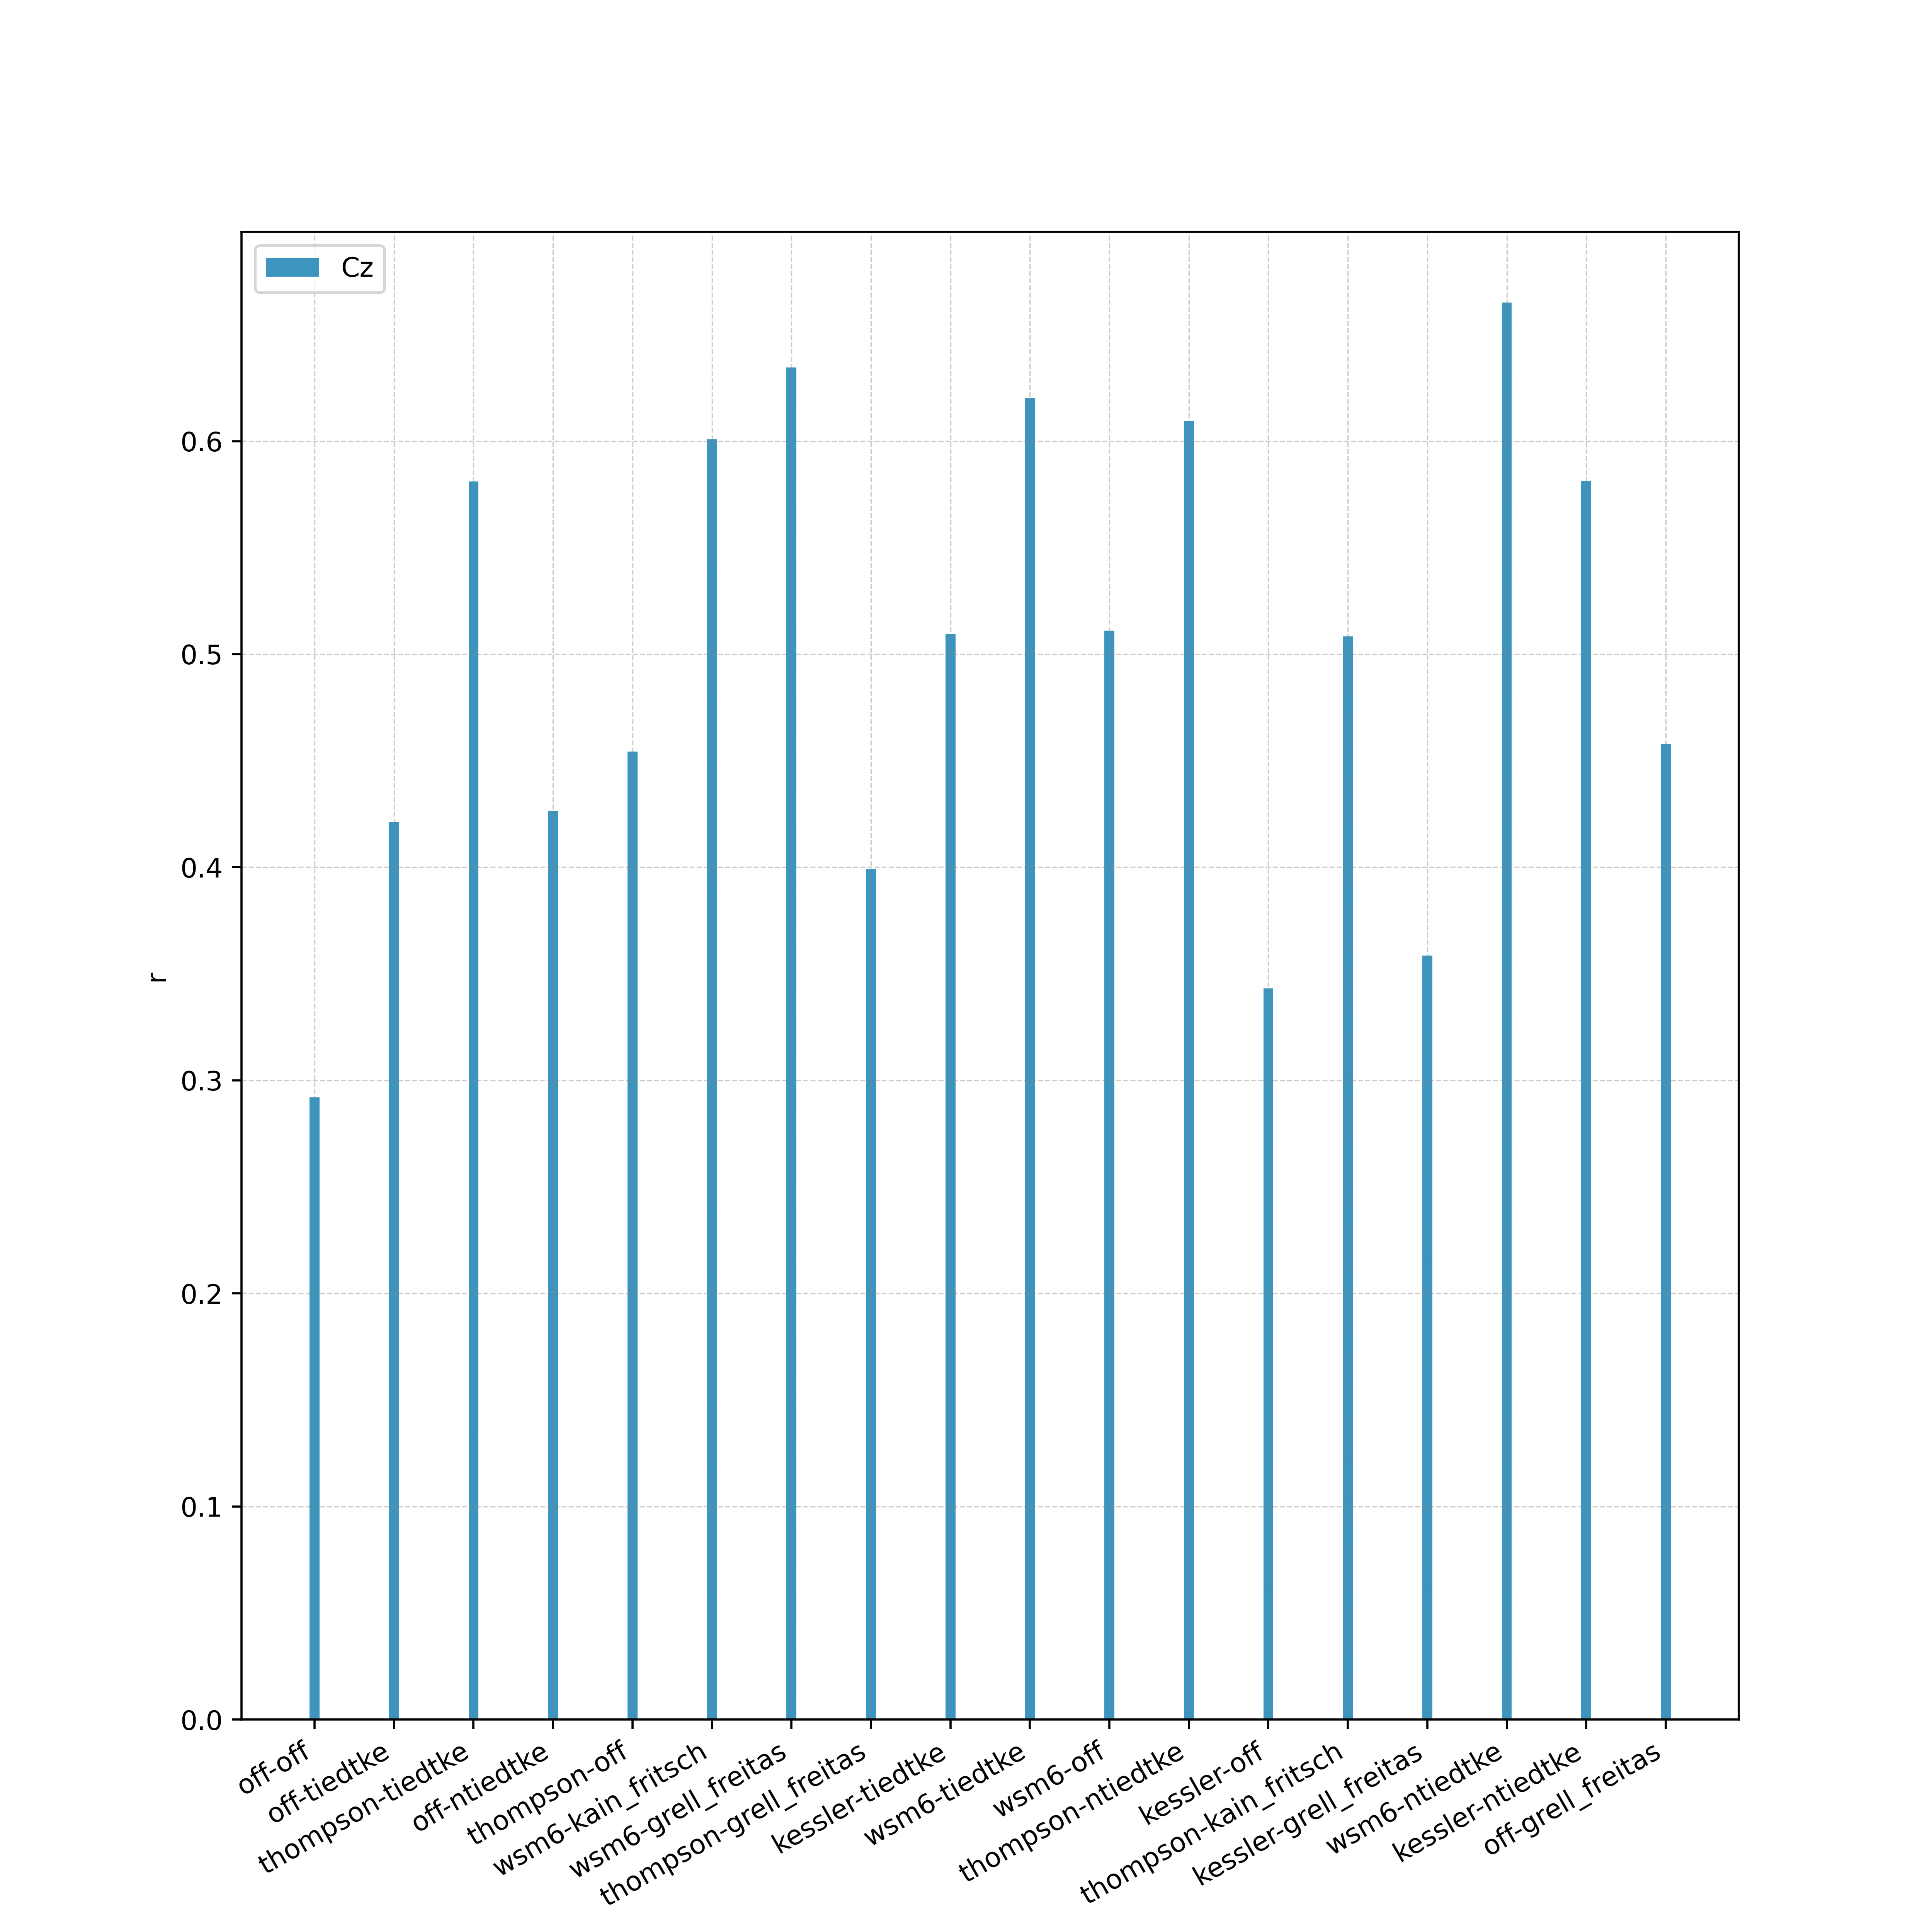 Cz
0.6
0.5
0.4
r
0.3
0.2
0.1
0.0
off-off
off-tiedtke
thompson-tiedtke
off-ntiedtke
thompson-off
wsm6-kain_fritsch
wsm6-grell_freitas
thompson-grell_freitas
kessler-tiedtke
wsm6-tiedtke
wsm6-off
thompson-ntiedtke
kessler-off
thompson-kain_fritsch
kessler-grell_freitas
wsm6-ntiedtke
kessler-ntiedtke
off-grell_freitas